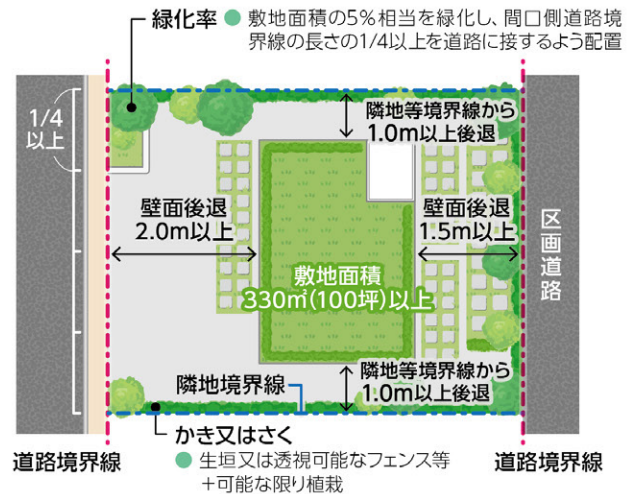 緑化率 ● 敷地面積の5％相当を緑化し、間口側道路境
界線の長さの1/4以上を道路に接するよう配置
1/4
以上
隣地等境界線から
1.0m以上後退
壁面後退
2.0m以上
壁面後退
1.5m以上
区画道路
敷地面積
330㎡(100坪)以上
隣地境界線
隣地等境界線から
1.0m以上後退
かき又はさく
道路境界線
● 生垣又は透視可能なフェンス等
＋可能な限り植栽
道路境界線